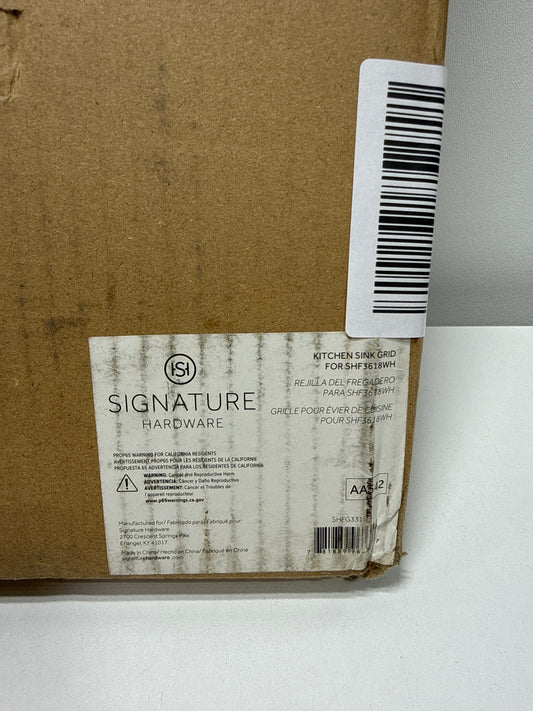 SIGNATURE
HARDWARE
KITCHEN SINK GRID
FOR SHF3618WH
REJILLA DEL FREGADERO
PARA SHF3618WH
GRILLE POUR ÉVIER DE CUISINE
POUR SHF3618WH
PROP65 WARNING FOR CALIFORNIA RESIDENTS
AVERTISSEMENT PROP65 POUR LES RÉSIDENTS DE LA CALIFORNIE
PROPUESTA 65 ADVERTENCIA PARA LOS RESIDENTES DE CALIFORNIA
WARNING: Cancer and Reproductive Harm
ADVERTENCIA: Cáncer y Daño Reproductivo
AVERTISSEMENT: Cancer et Troubles de
l'appareil reproducteur
www.p65warnings.ca.gov
Manufactured for/ Fabricado para/ Fabriqué pour:
Signature Hardware
2700 Crescent Springs Pike
Erlanger, KY 41017
Made in China/ Hecho en China/ Fabriqué en Chine
signaturehardware.com